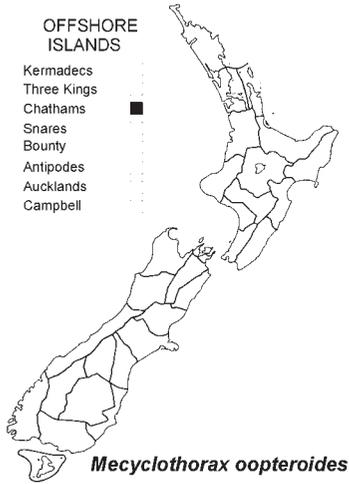 OFFSHORE
ISLANDS
Kermadecs
Three Kings
Chathams
Snares
Bounty
Antipodes
Aucklands
Campbell
Mecyclothorax oopteroides